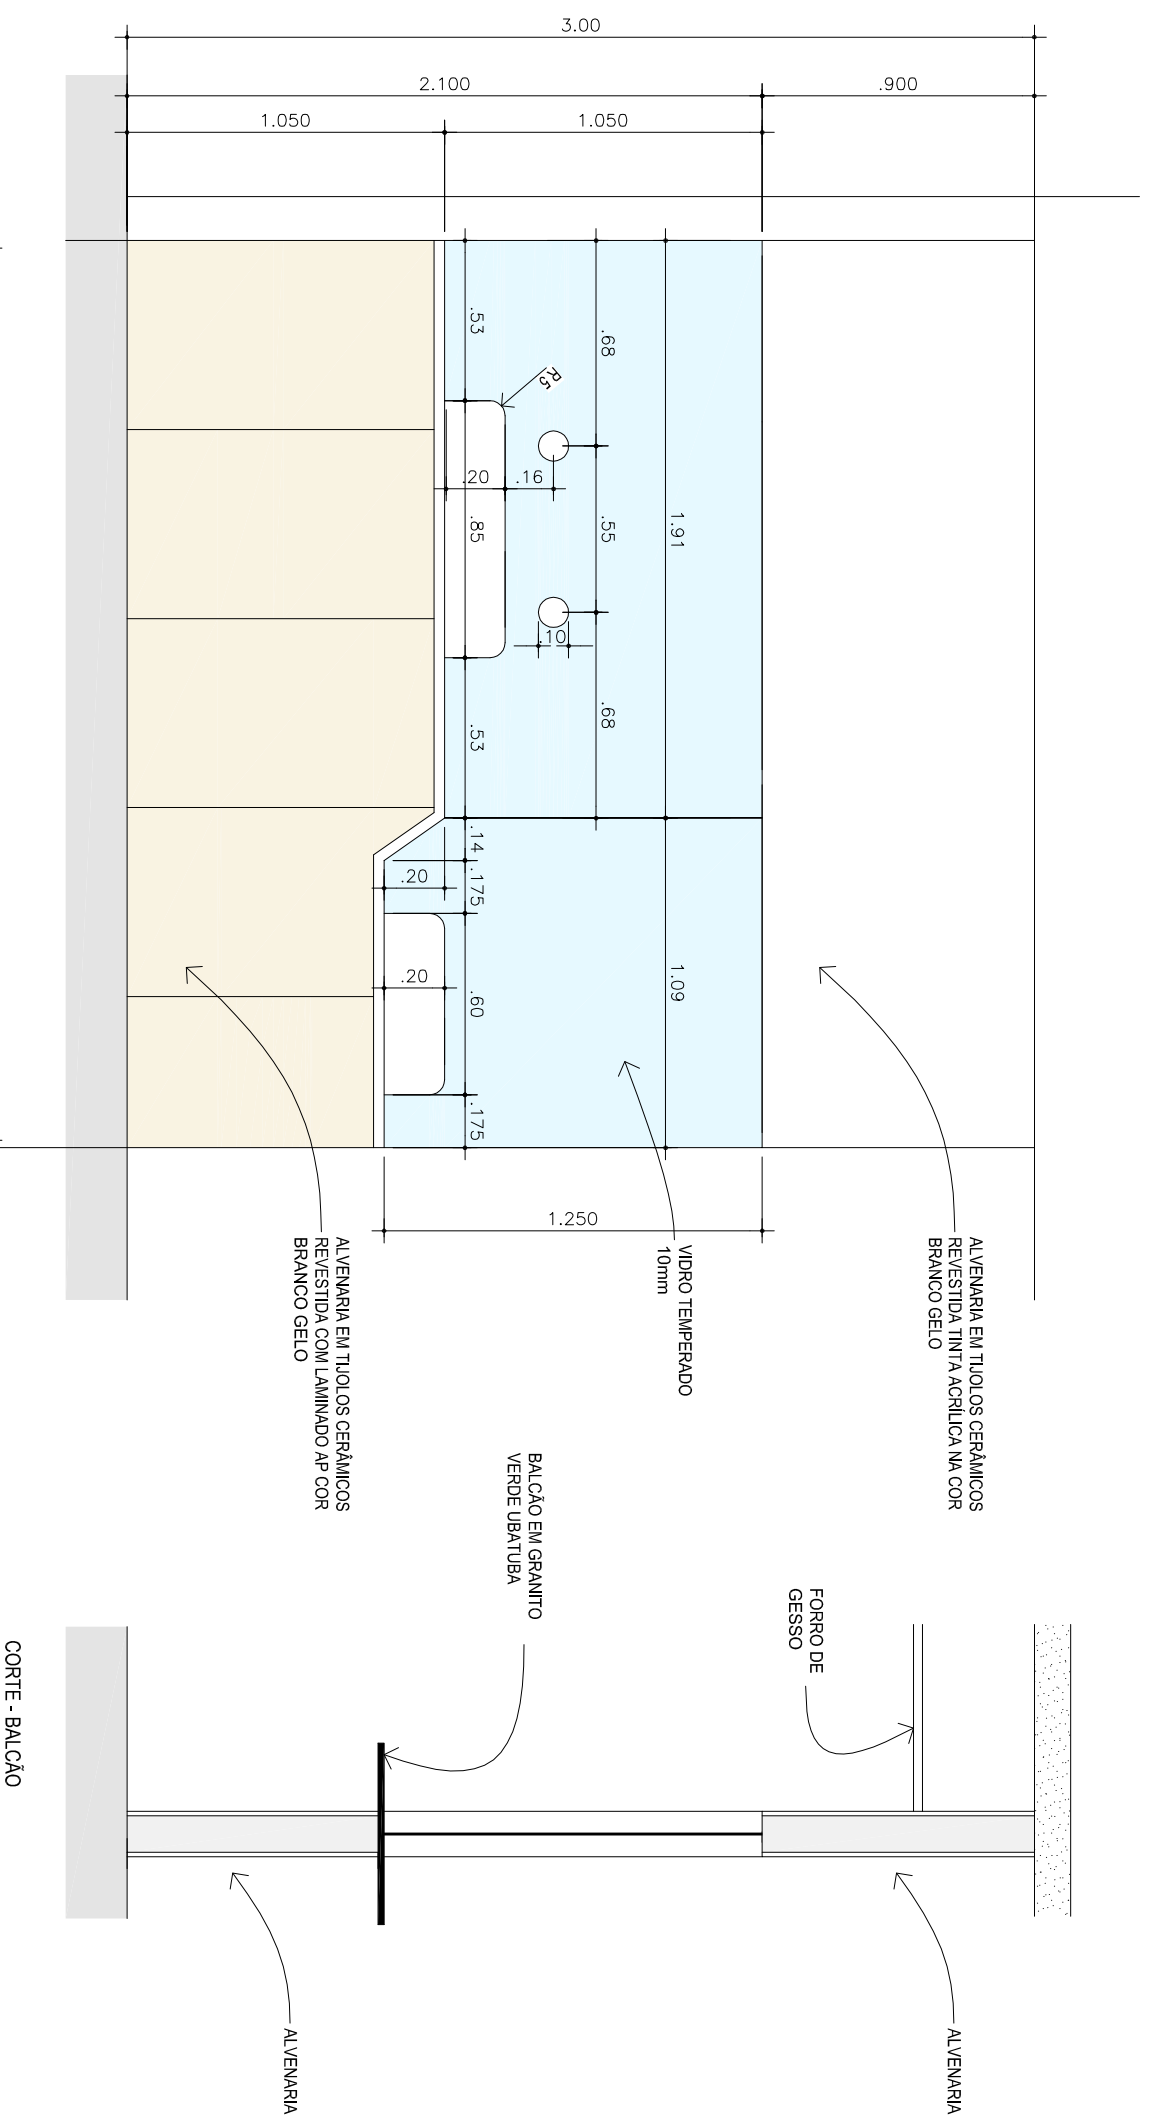 3.00
2.100
.900
1.050
1.050
.53
.68
R5
.20
.16
.85
.55
1.91
.10
.53
.68
.14
.20
.175
.20
.60
1.09
.175
1.250
ALVENARIA EM TIJOLOS CERÂMICOS
REVESTIDA TINTA ACRÍLICA NA COR
BRANCO GELO
VIDRO TEMPERADO
10mm
ALVENARIA EM TIJOLOS CERÂMICOS
REVESTIDA COM LAMINADO AP COR
BRANCO GELO
FORRO DE
GESSO
BALCÃO EM GRANITO
VERDE UBATUBA
ALVENARIA
ALVENARIA
CORTE - BALCÃO